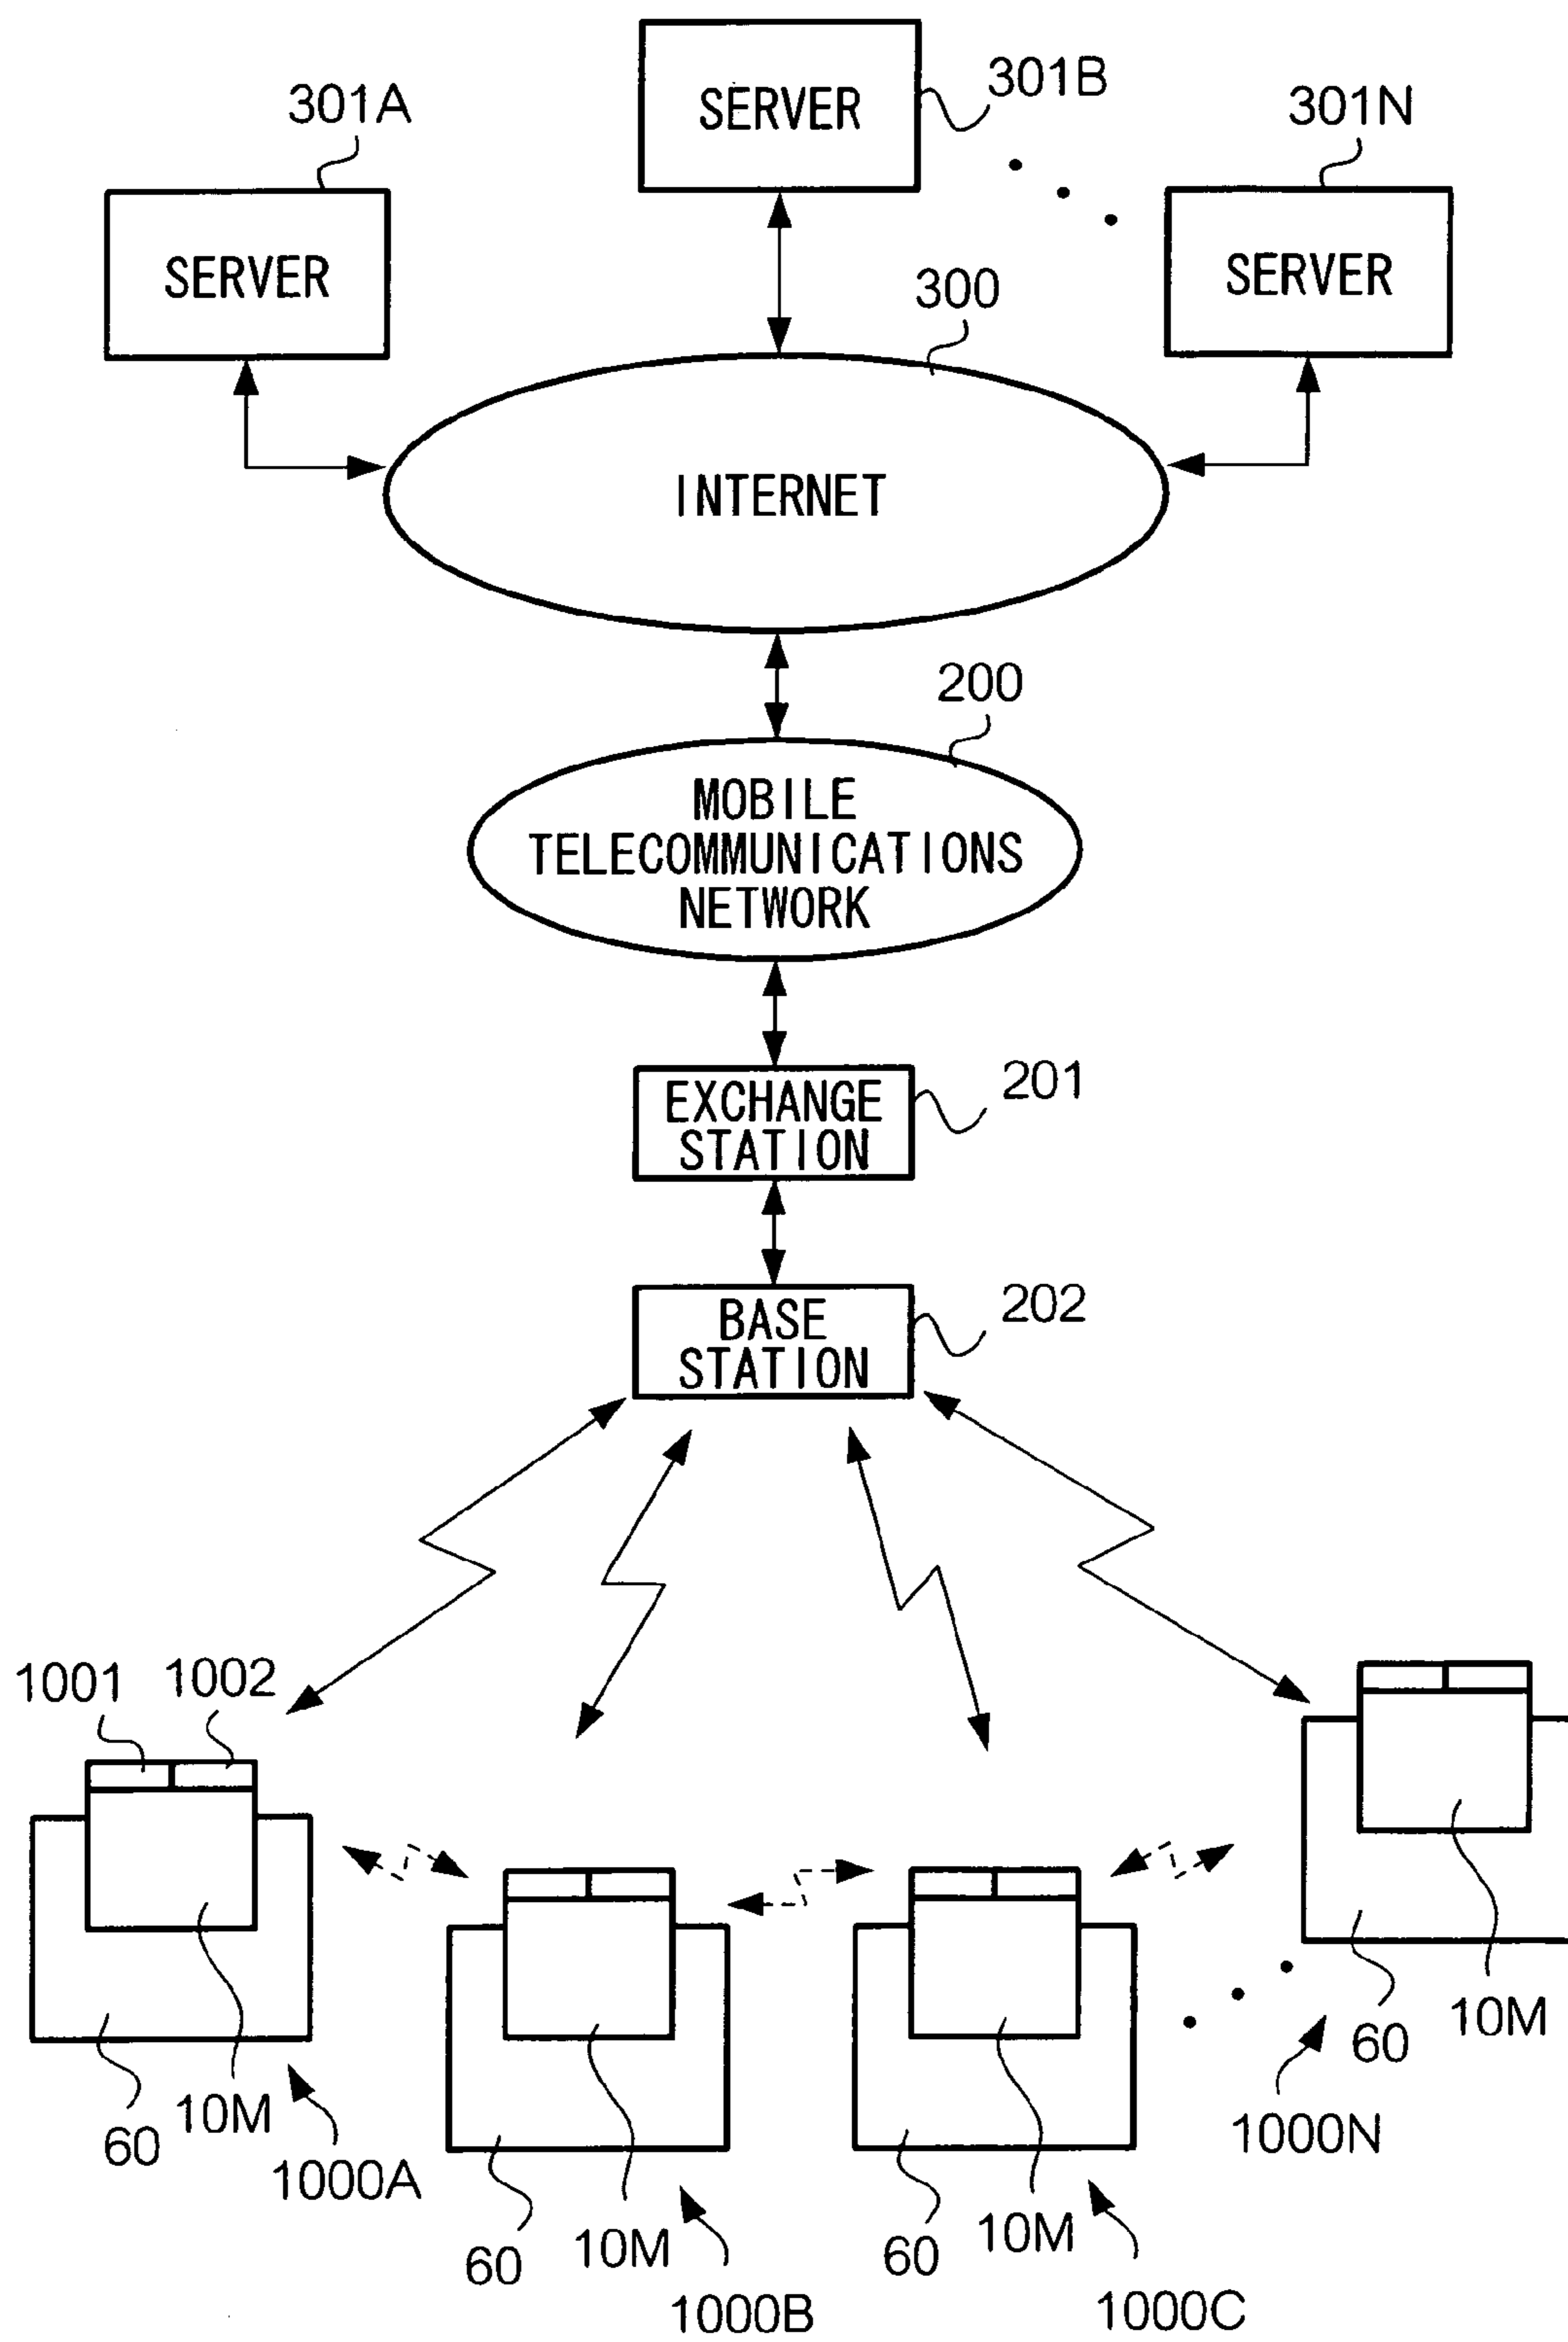 301B
SERVER
301A
301N
SERVER
SERVER
300
INTERNET
200
MOBILE
TELECOMMUNICATIONS
NETWORK
201
EXCHANGE
STATION
202
BASE
STATION
1001
1002
60
10M
1000A
60
10M
1000B
60
10M
1000C
60
10M
1000N